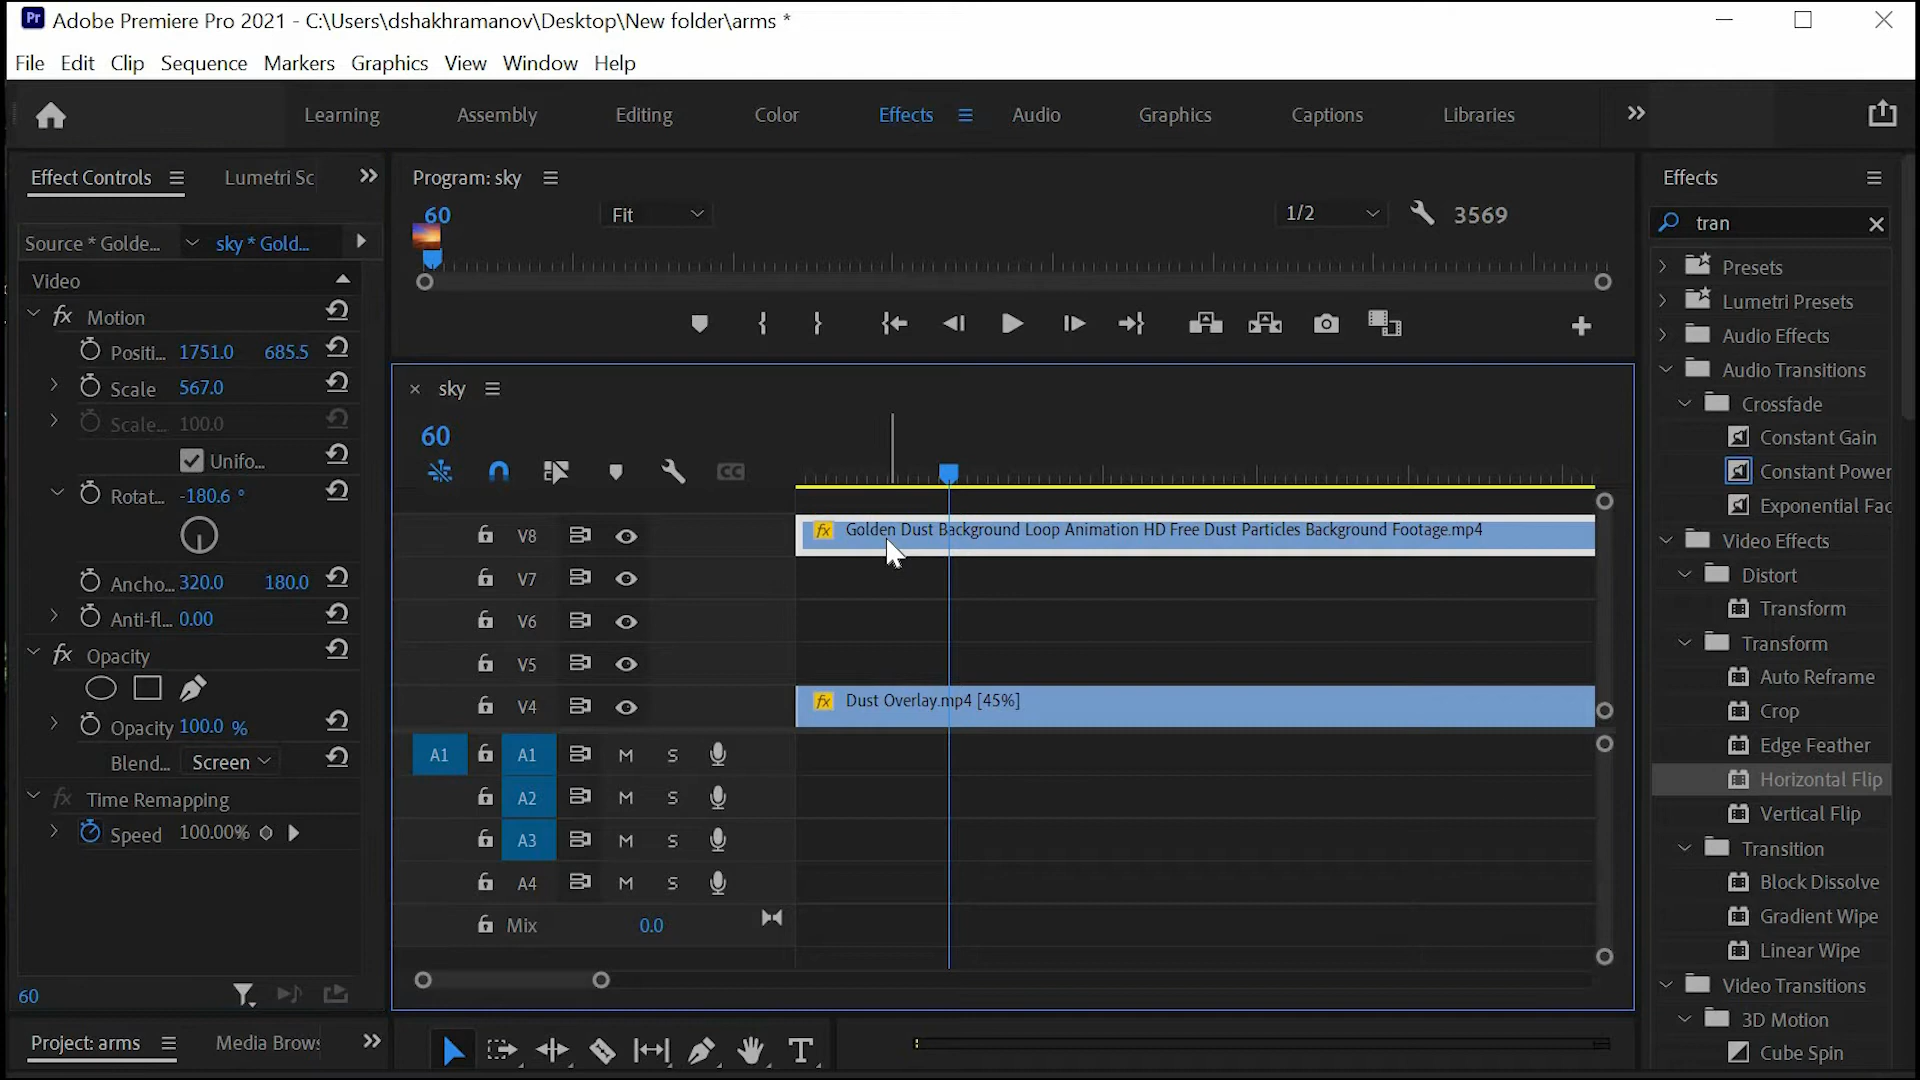 Adobe Premiere Pro 2021 - C:\Users\dshakhramanov\Desktop\New folder\arms *
File Edit Clip Sequence Markers Graphics View Window Help
Learning Assembly Editing Color Effects Audio Graphics Captions Libraries
Effect Controls Lumetri Sc
Source * Golde... sky * Gold...
Video
fx Motion
Positi... 1751.0 685.5
Scale 567.0
Scale... 100.0
Unifo...
Rotat... -180.6 °
Ancho... 320.0 180.0
Anti-fl... 0.00
fx Opacity
Opacity 100.0 %
Blend... Screen
fx Time Remapping
Speed 100.00%
60
Project: arms Media Brows
Program: sky
60 Fit 1/2 3569
sky
60
CC
V8 fx Golden Dust Background Loop Animation HD Free Dust Particles Background Footage.mp4
V7
V6
V5
V4 fx Dust Overlay.mp4 [45%]
A1 A1 M S
A2 M S
A3 M S
A4 M S
Mix 0.0
Effects
tran
Presets
Lumetri Presets
Audio Effects
Audio Transitions
Crossfade
Constant Gain
Constant Power
Exponential Fac
Video Effects
Distort
Transform
Transform
Auto Reframe
Crop
Edge Feather
Horizontal Flip
Vertical Flip
Transition
Block Dissolve
Gradient Wipe
Linear Wipe
Video Transitions
3D Motion
Cube Spin